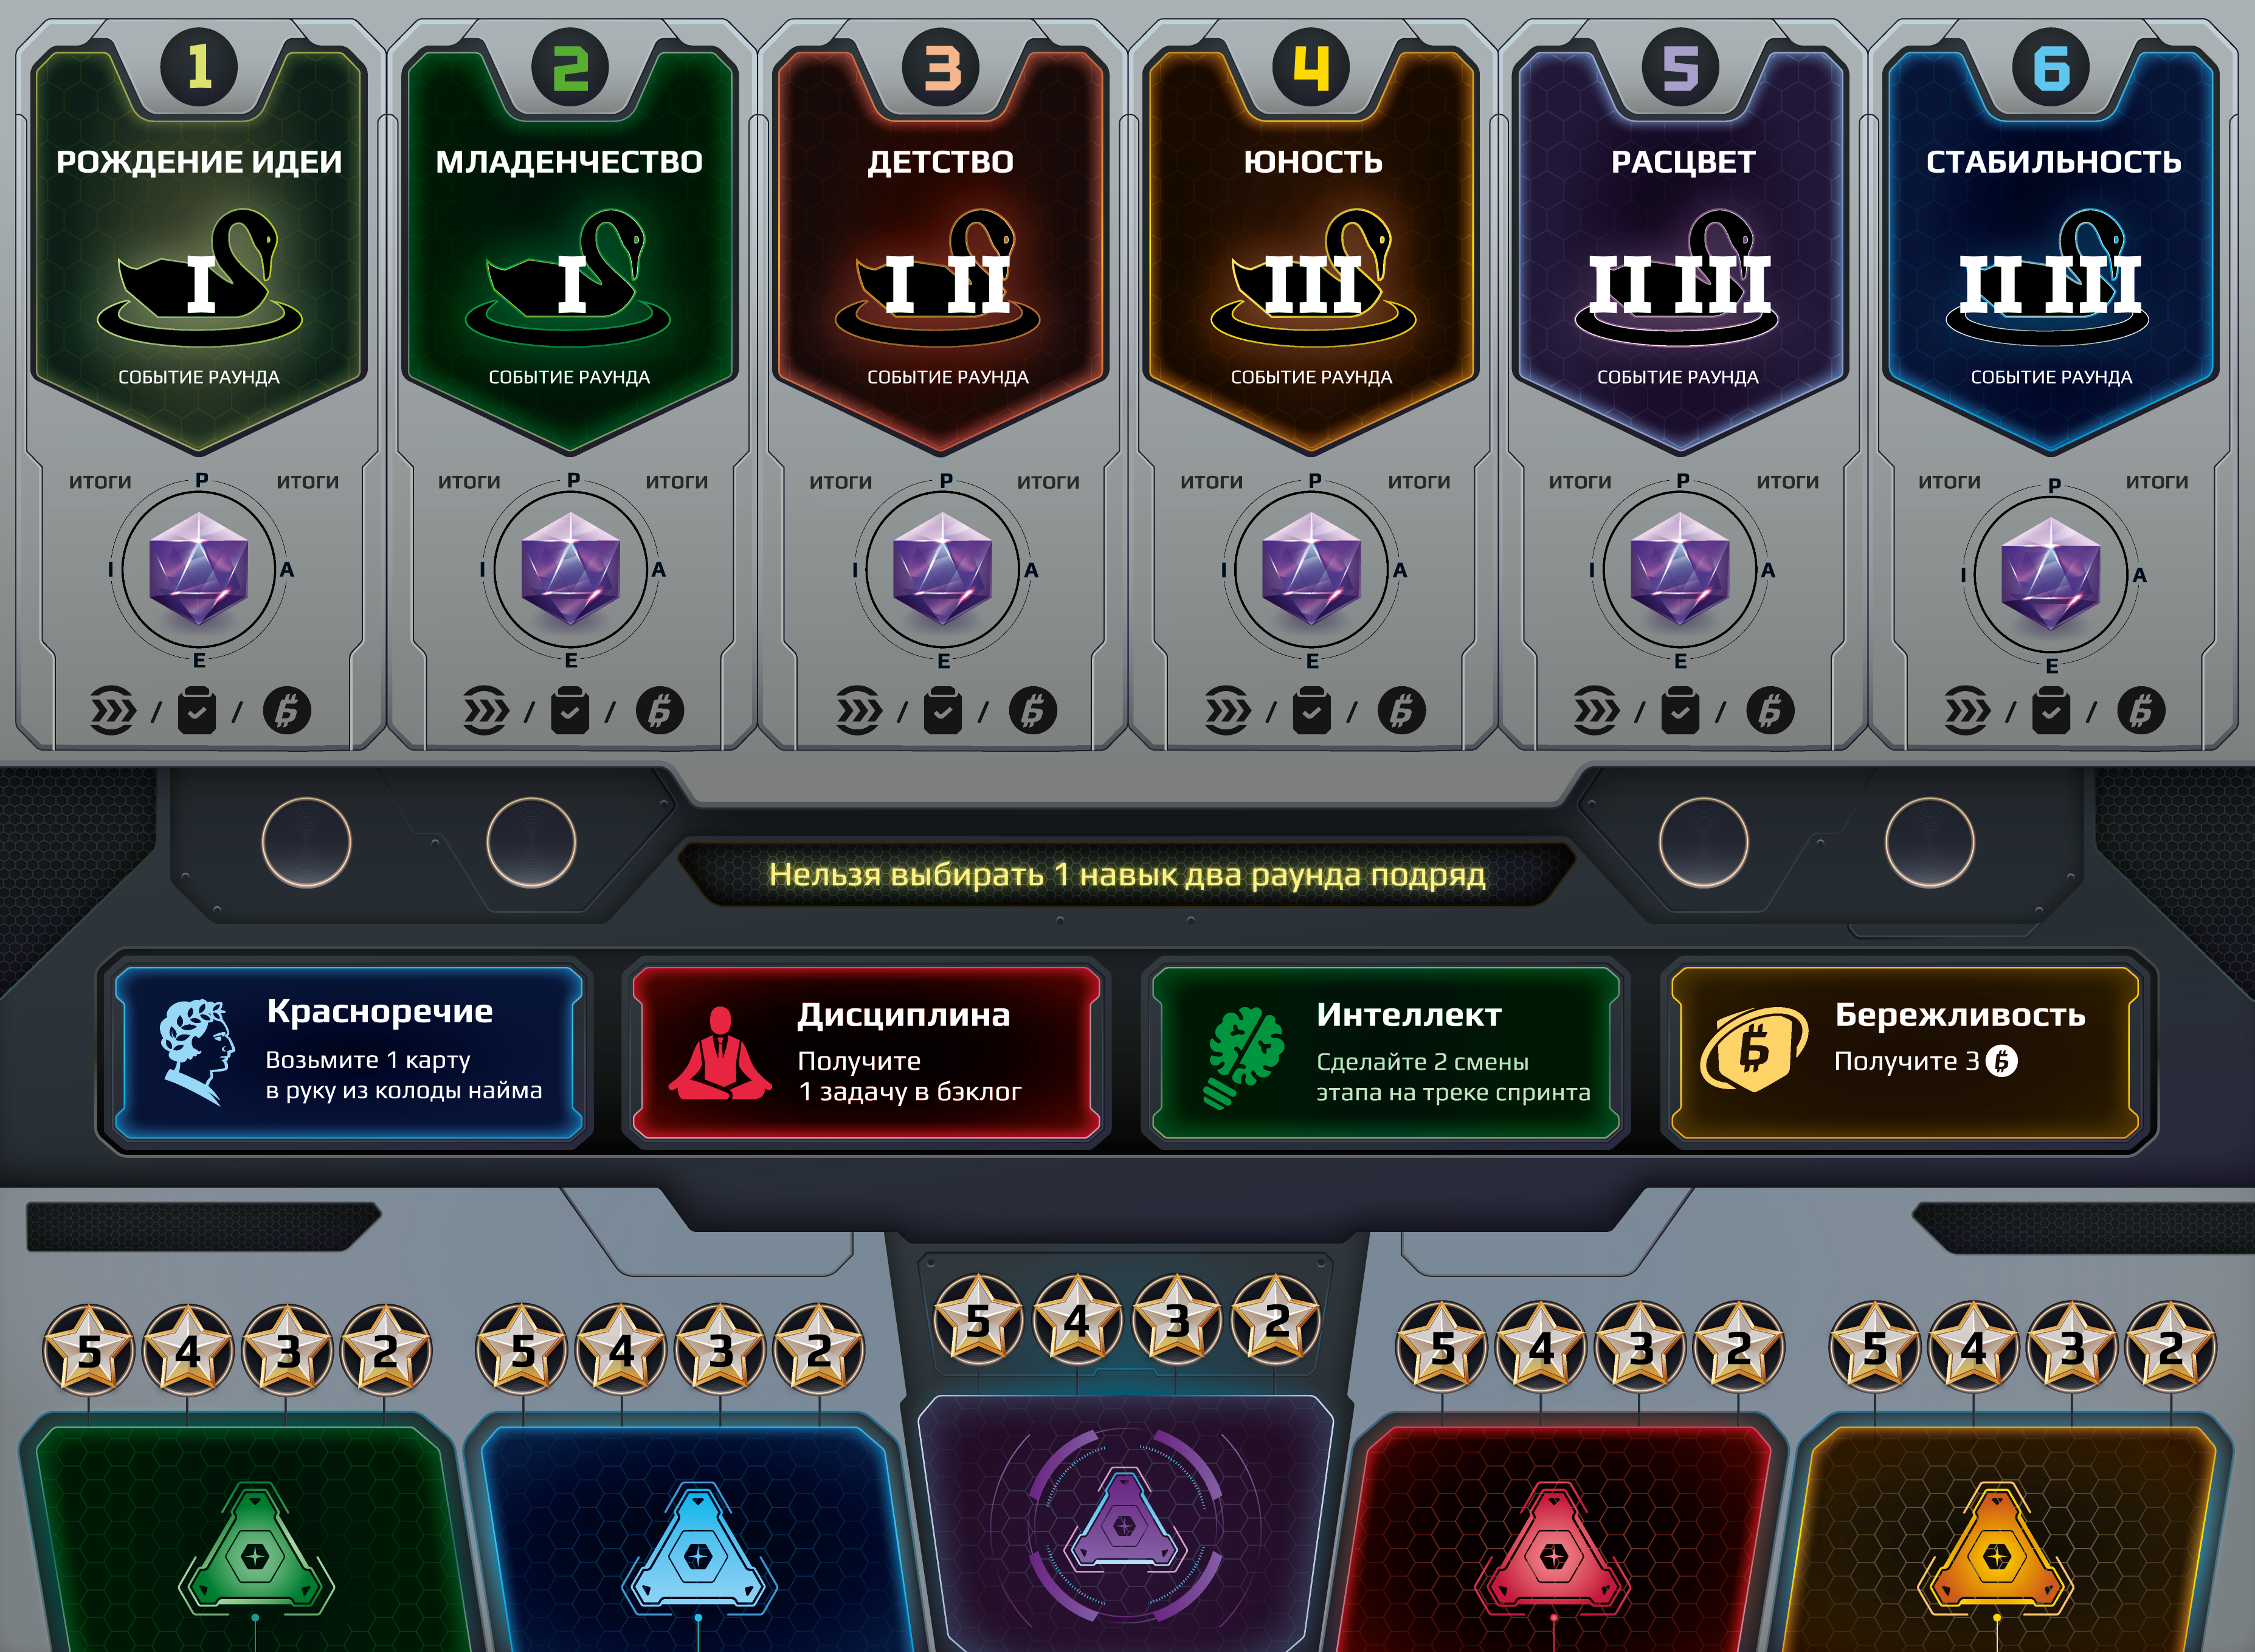 1
2
3
4
5
6
РОЖДЕНИЕ ИДЕИ
МЛАДЕНЧЕСТВО
ДЕТСТВО
ЮНОСТЬ
РАСЦВЕТ
СТАБИЛЬНОСТЬ
I
I
I II
III
II III
II III
СОБЫТИЕ РАУНДА
СОБЫТИЕ РАУНДА
СОБЫТИЕ РАУНДА
СОБЫТИЕ РАУНДА
СОБЫТИЕ РАУНДА
СОБЫТИЕ РАУНДА
ИТОГИ P ИТОГИ
I A
E
/ / Б
ИТОГИ P ИТОГИ
I A
E
/ / Б
ИТОГИ P ИТОГИ
I A
E
/ / Б
ИТОГИ P ИТОГИ
I A
E
/ / Б
ИТОГИ P ИТОГИ
I A
E
/ / Б
ИТОГИ P ИТОГИ
I A
E
/ / Б
Нельзя выбирать 1 навык два раунда подряд
Красноречие
Возьмите 1 карту
в руку из колоды найма
Дисциплина
Получите
1 задачу в бэклог
Интеллект
Сделайте 2 смены
этапа на треке спринта
Б
Бережливость
Получите 3 Б
5 4 3 2
5 4 3 2
5 4 3 2
5 4 3 2
5 4 3 2